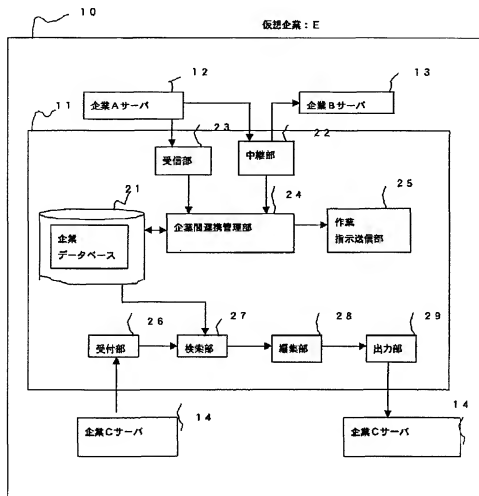 10
仮想企業：E
12
13
企業Aサーバ
企業Bサーバ
11
23
22
受信部
中継部
21
24
25
企業
データベース
企業間連携管理部
作業
指示送信部
26
27
28
29
受付部
検索部
編集部
出力部
14
14
企業Cサーバ
企業Cサーバ